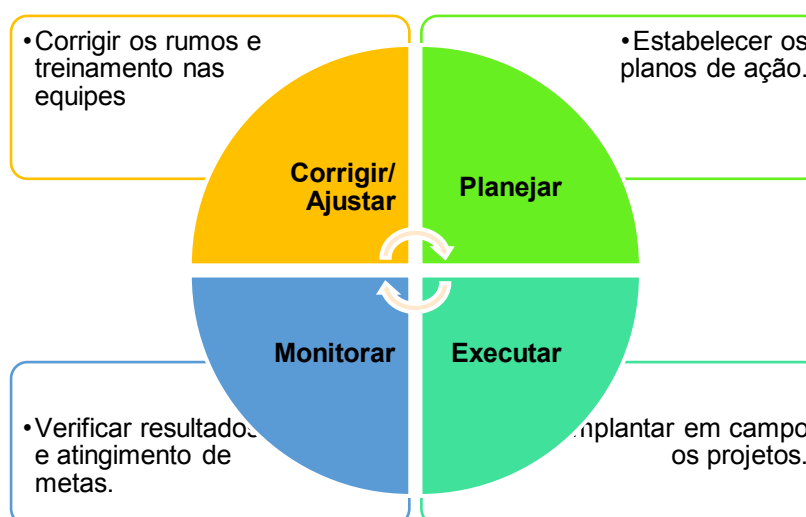 •Corrigir os rumos e
treinamento nas
equipes
•Estabelecer os
planos de ação.
Corrigir/
Ajustar
Planejar
Monitorar
Executar
•Verificar resultados
e atingimento de
metas.
em campo
os projetos.